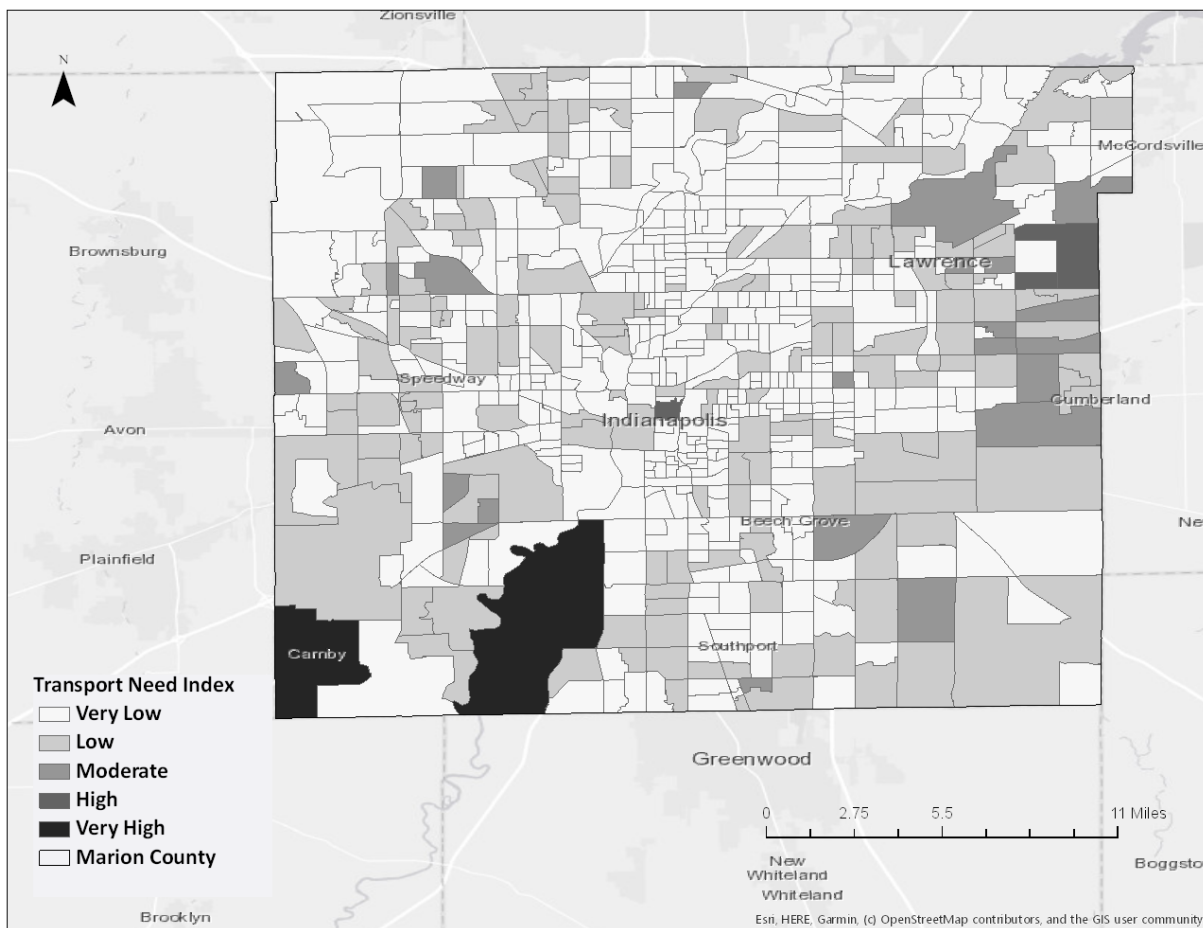 Zionsville
N
McCordsville
Brownsburg
Lawrence
Speedway
Cumberland
Indianapolis
Avon
Beech Grove
Ne
Plainfield
Southport
Camby
Transport Need Index
Very Low
Low
Moderate
High
Very High
Marion County
Greenwood
0 2.75 5.5 11 Miles
New
Whiteland
Whiteland
Boggsto
Brooklyn
Esri, HERE, Garmin, (c) OpenStreetMap contributors, and the GIS user community